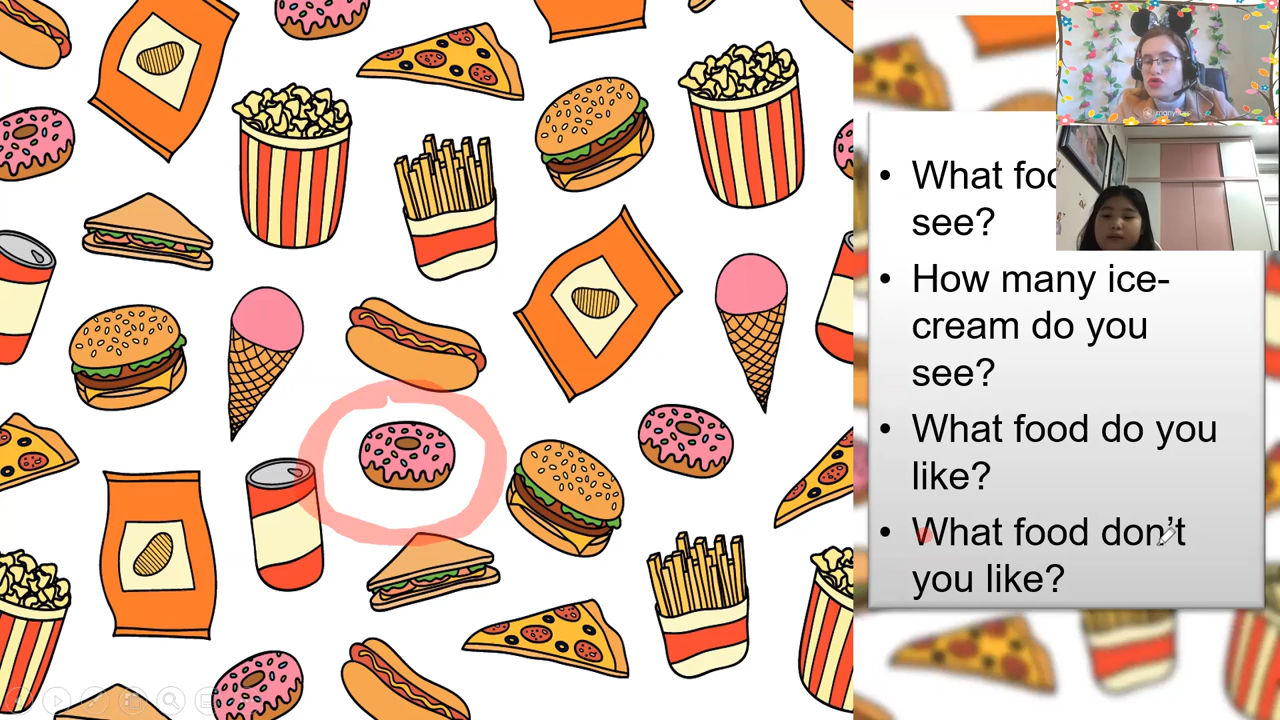 • What foo
see?
• How many ice-
cream do you
see?
• What food do you
like?
• What food don't
you like?